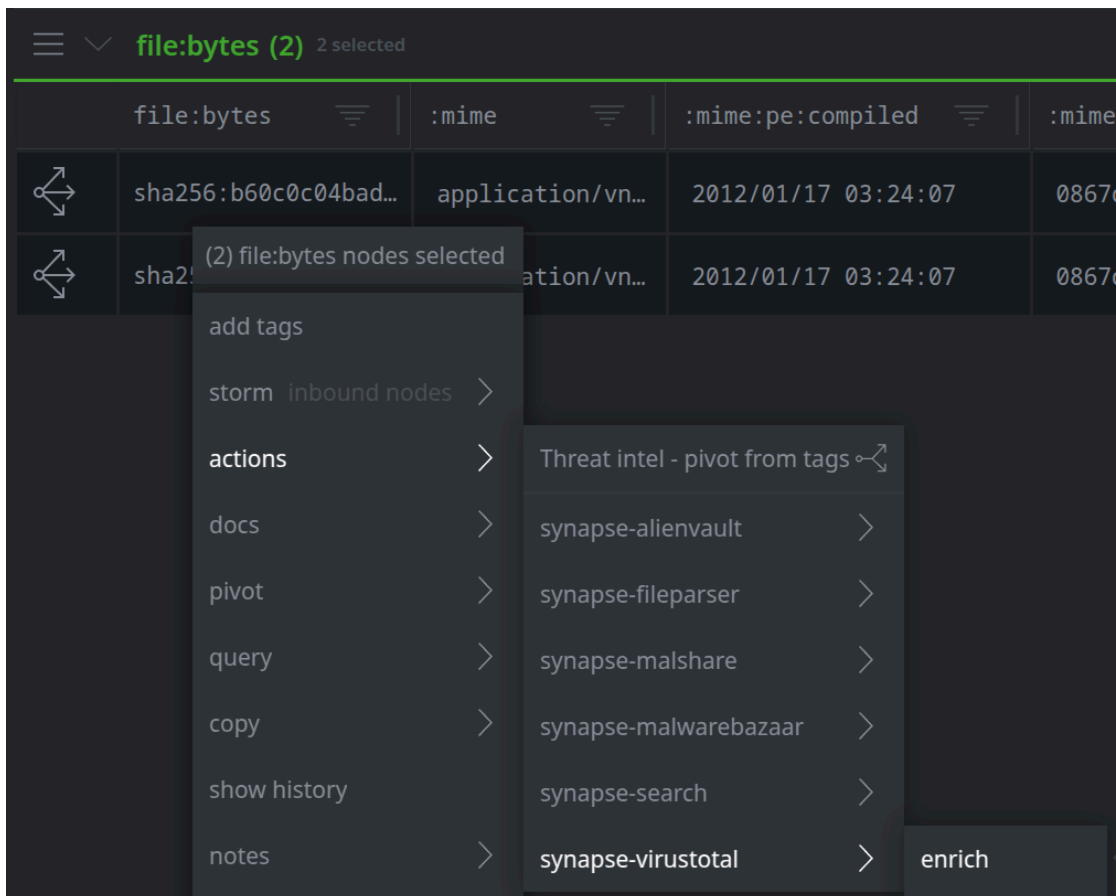 file:bytes (2) 2 selected
file:bytes :mime :mime:pe:compiled :mime
sha256:b60c0c04bad… application/vn… 2012/01/17 03:24:07 0867
(2) file:bytes nodes selected
sha2 ation/vn… 2012/01/17 03:24:07 0867
add tags
storm inbound nodes
actions
Threat intel - pivot from tags
docs
synapse-alienvault
pivot
synapse-fileparser
query
synapse-malshare
copy
synapse-malwarebazaar
show history
synapse-search
notes
synapse-virustotal
enrich